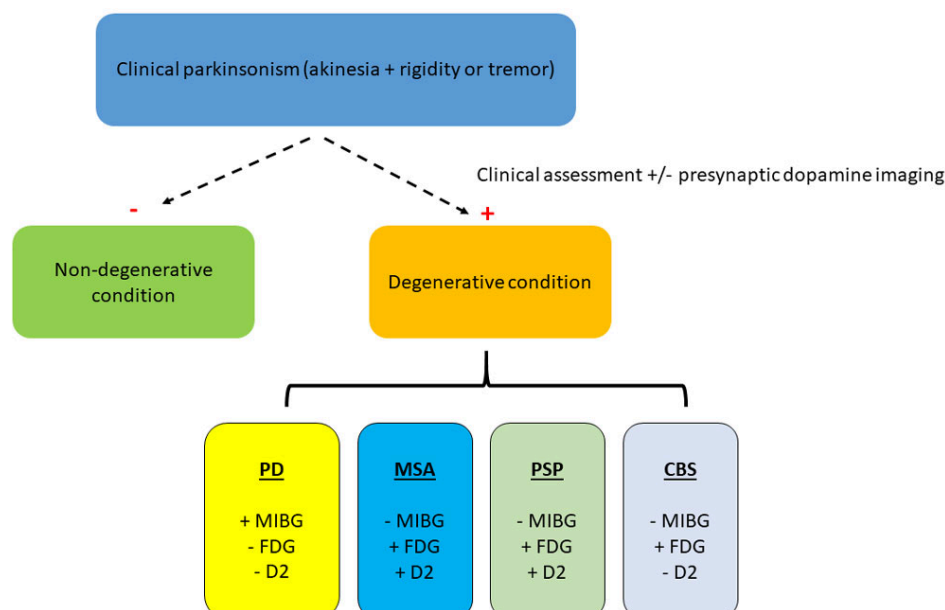 Clinical parkinsonism (akinesia + rigidity or tremor)
Clinical assessment +/- presynaptic dopamine imaging
-
+
Non-degenerative
condition
Degenerative condition
PD
+ MIBG
- FDG
- D2
MSA
- MIBG
+ FDG
+ D2
PSP
- MIBG
+ FDG
+ D2
CBS
- MIBG
+ FDG
- D2